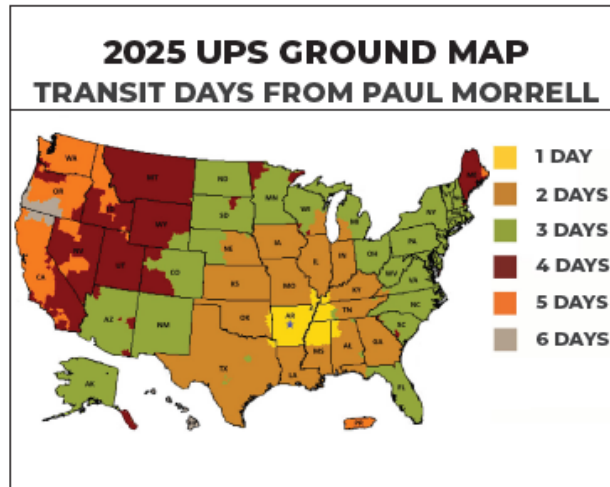 2025 UPS GROUND MAP
TRANSIT DAYS FROM PAUL MORRELL
1 DAY
2 DAYS
3 DAYS
4 DAYS
5 DAYS
6 DAYS
WA
MT
ND
MN
OR
SD
WI
NY
WY
IA
PA
NE
IL
IN
OH
NV
UT
CO
WV
VA
CA
KS
MO
KY
NC
TN
AZ
NM
OK
AR
SC
MS
AL
GA
TX
LA
AK
FL
PR